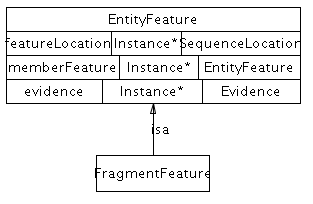 EntityFeature
featureLocation Instance* SequenceLocation
memberFeature Instance* EntityFeature
evidence Instance* Evidence
isa
FragmentFeature